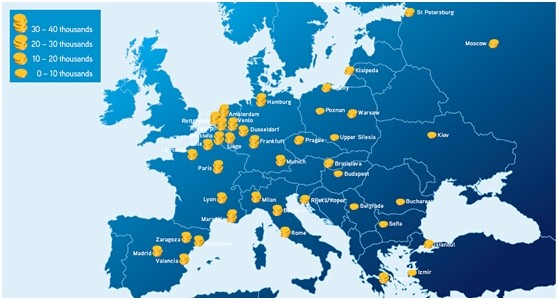 30 – 40 thousands
20 – 30 thousands
10 – 20 thousands
0 – 10 thousands
St Petersburg
Moscow
Klaipeda
Hamburg
Poznan
Warsaw
Amsterdam
Venlo
Dusseldorf
Upper Silesia
Kiev
Liège
Frankfurt
Prague
Paris
Munich
Bratislava
Budapest
Lyon
Milan
Rijeka/Koper
Belgrade
Bucharest
Zaragoza
Rome
Sofia
Istanbul
Madrid
Valencia
Izmir